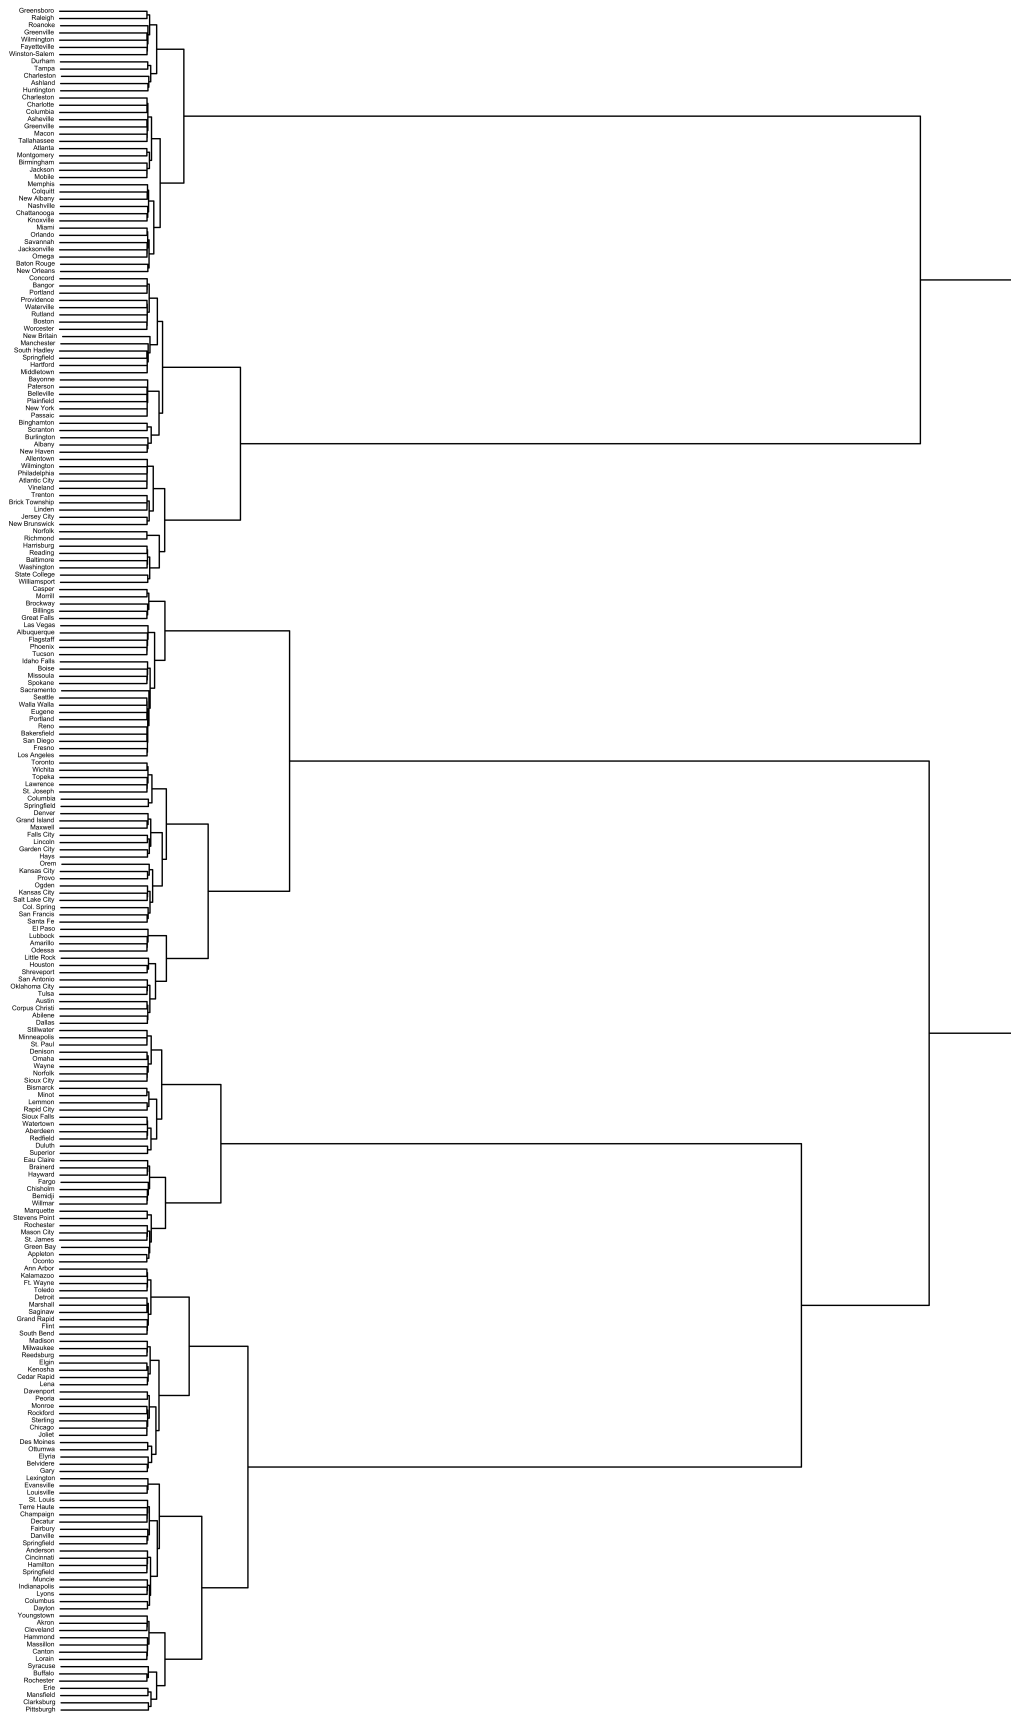 Greensboro
Raleigh
Roanoke
Greenville
Wilmington
Fayetteville
Winston-Salem
Durham
Tampa
Charleston
Ashland
Huntington
Charleston
Charlotte
Columbia
Asheville
Greenville
Macon
Tallahassee
Atlanta
Montgomery
Birmingham
Jackson
Mobile
Memphis
Colquitt
New Albany
Nashville
Chattanooga
Knoxville
Miami
Orlando
Savannah
Jacksonville
Omega
Baton Rouge
New Orleans
Concord
Bangor
Portland
Providence
Waterville
Rutland
Boston
Worcester
New Britain
Manchester
South Hadley
Springfield
Hartford
Middletown
Bayonne
Paterson
Belleville
Plainfield
New York
Passaic
Binghamton
Scranton
Burlington
Albany
New Haven
Allentown
Wilmington
Philadelphia
Atlantic City
Vineland
Trenton
Brick Township
Linden
Jersey City
New Brunswick
Norfolk
Richmond
Harrisburg
Reading
Baltimore
Washington
State College
Williamsport
Casper
Morrill
Brockway
Billings
Great Falls
Las Vegas
Albuquerque
Flagstaff
Phoenix
Tucson
Idaho Falls
Boise
Missoula
Spokane
Sacramento
Seattle
Walla Walla
Eugene
Portland
Reno
Bakersfield
San Diego
Fresno
Los Angeles
Toronto
Wichita
Topeka
Lawrence
St. Joseph
Columbia
Springfield
Denver
Grand Island
Maxwell
Falls City
Lincoln
Garden City
Hays
Orem
Kansas City
Provo
Ogden
Kansas City
Salt Lake City
Col. Spring
San Francis
Santa Fe
El Paso
Lubbock
Amarillo
Odessa
Little Rock
Houston
Shreveport
San Antonio
Oklahoma City
Tulsa
Austin
Corpus Christi
Abilene
Dallas
Stillwater
Minneapolis
St. Paul
Denison
Omaha
Wayne
Norfolk
Sioux City
Bismarck
Minot
Lemmon
Rapid City
Sioux Falls
Watertown
Aberdeen
Redfield
Duluth
Superior
Eau Claire
Brainerd
Hayward
Fargo
Chisholm
Bemidji
Willmar
Marquette
Stevens Point
Rochester
Mason City
St. James
Green Bay
Appleton
Oconto
Ann Arbor
Kalamazoo
Ft. Wayne
Toledo
Detroit
Marshall
Saginaw
Grand Rapid
Flint
South Bend
Madison
Milwaukee
Reedsburg
Elgin
Kenosha
Cedar Rapid
Lena
Davenport
Peoria
Monroe
Rockford
Sterling
Chicago
Joliet
Des Moines
Ottumwa
Elyria
Belvidere
Gary
Lexington
Evansville
Louisville
St. Louis
Terre Haute
Champaign
Decatur
Fairbury
Danville
Springfield
Anderson
Cincinnati
Hamilton
Springfield
Muncie
Indianapolis
Lyons
Columbus
Dayton
Youngstown
Akron
Cleveland
Hammond
Massillon
Canton
Lorain
Syracuse
Buffalo
Rochester
Erie
Mansfield
Clarksburg
Pittsburgh